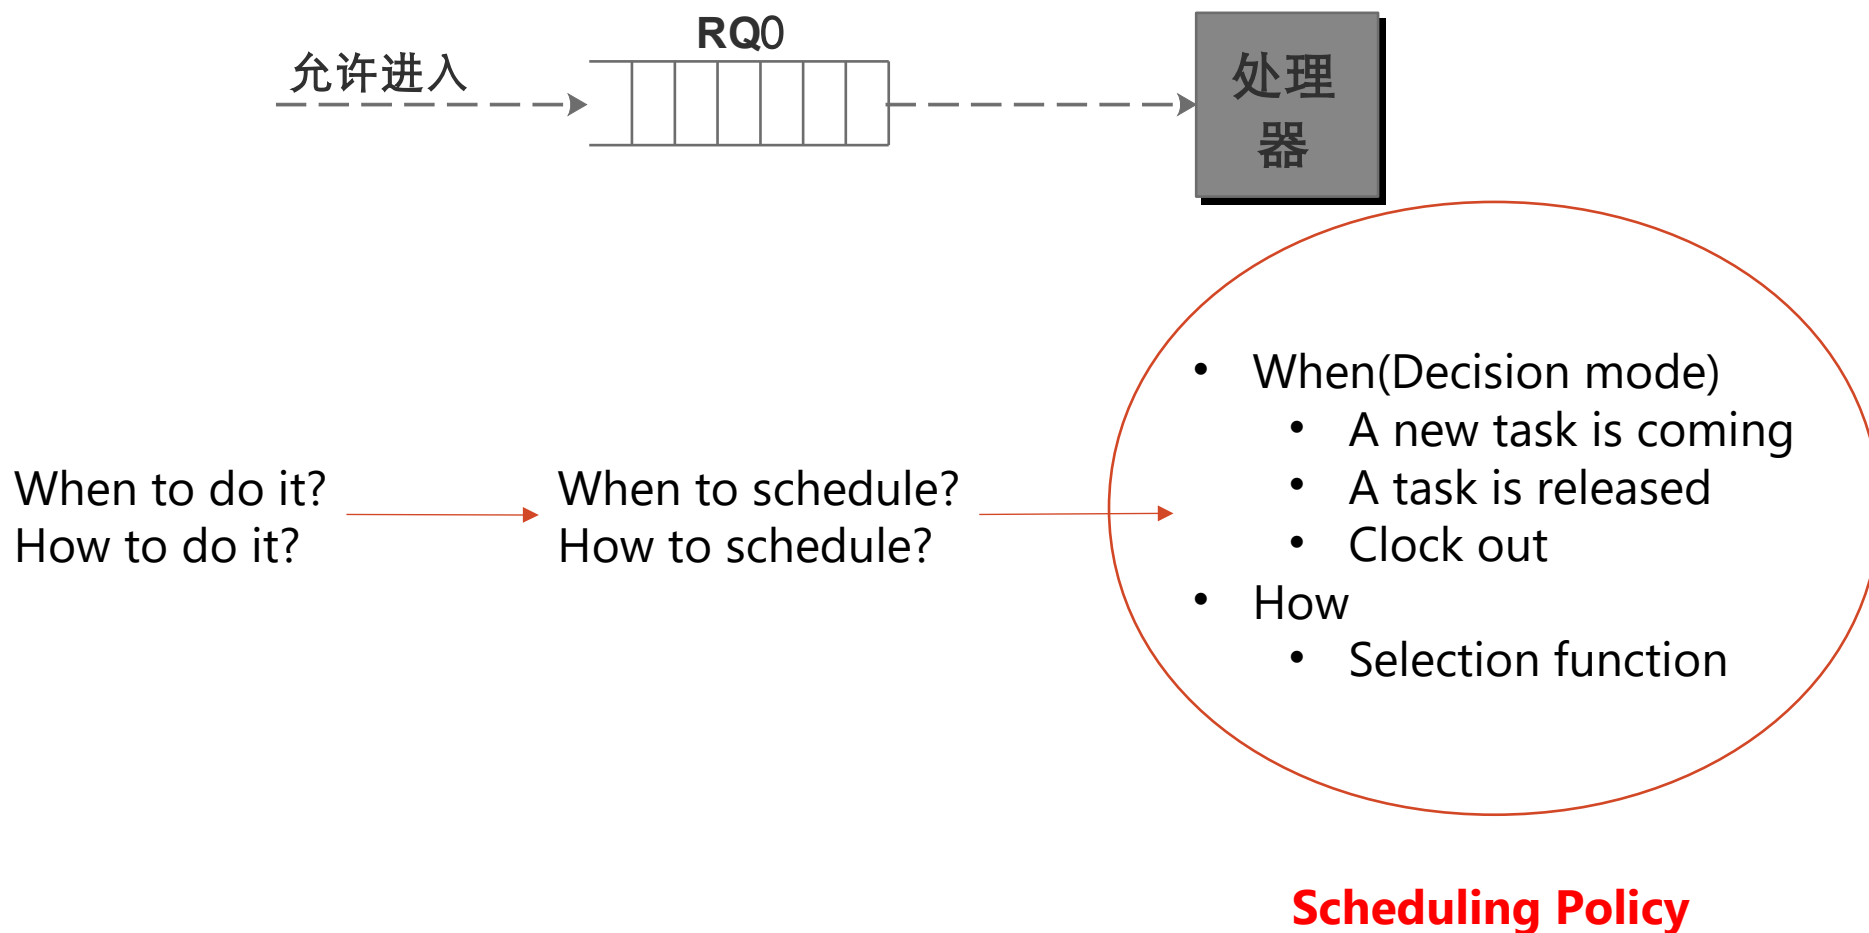 RQ0
允许进入
处理
器
When(Decision mode)
A new task is coming
A task is released
Clock out
How
Selection function
When to do it?
How to do it?
When to schedule?
How to schedule?
Scheduling Policy